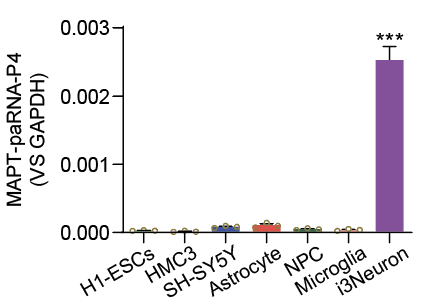 MAPT-paRNA-P4
(VS GAPDH)
0.003
0.002
0.001
0.000
***
H1-ESCs
HMC3
SH-SY5Y
Astrocyte
NPC
Microglia
i3Neuron